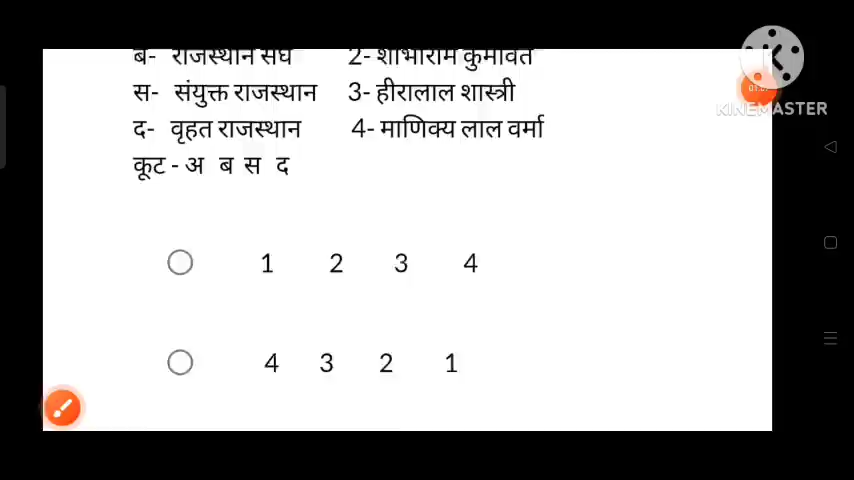 ब- राजस्थान संघ 2- शोभाराम कुमावत
स- संयुक्त राजस्थान 3- हीरालाल शास्त्री
द- वृहत राजस्थान 4- माणिक्य लाल वर्मा
कूट - अ ब स द
1 2 3 4
4 3 2 1
KINEMASTER